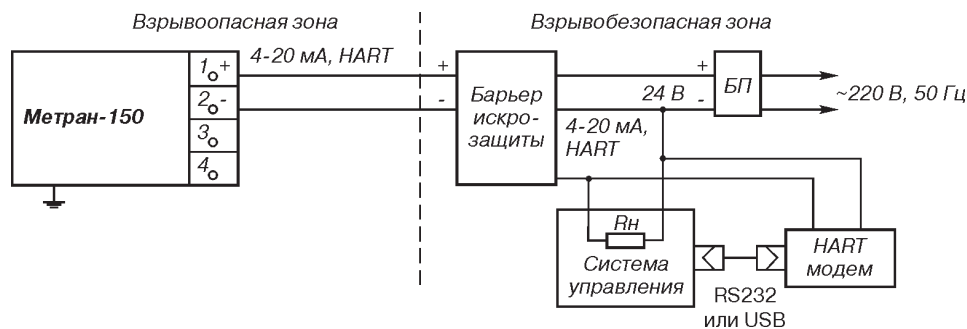 Взрывоопасная зона
Взрывобезопасная зона
Метран-150
1 +
2 -
3
4
4-20 мА, HART
+
-
Барьер
искро-
защиты
+
24 В -
БП
~220 В, 50 Гц
4-20 мА,
HART
Rн
Система
управления
RS232
или USB
HART
модем